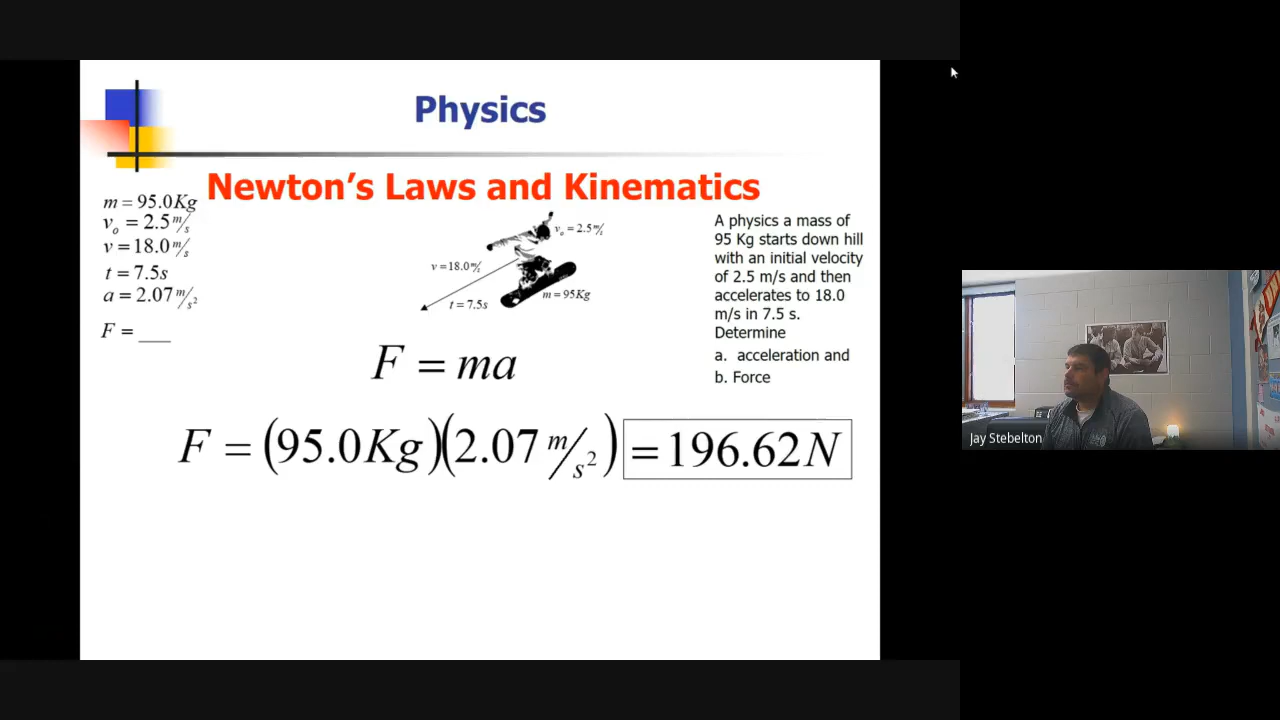 Physics
Newton's Laws and Kinematics
m = 95.0Kg
v₀ = 2.5 m/s
v = 18.0 m/s
t = 7.5s
a = 2.07 m/s²
F = __
v₀ = 2.5 m/s
v = 18.0 m/s
t = 7.5s
m = 95Kg
A physics a mass of
95 Kg starts down hill
with an initial velocity
of 2.5 m/s and then
accelerates to 18.0
m/s in 7.5 s.
Determine
a. acceleration and
b. Force
F = ma
F = (95.0Kg)(2.07 m/s²) = 196.62N
Jay Stebelton